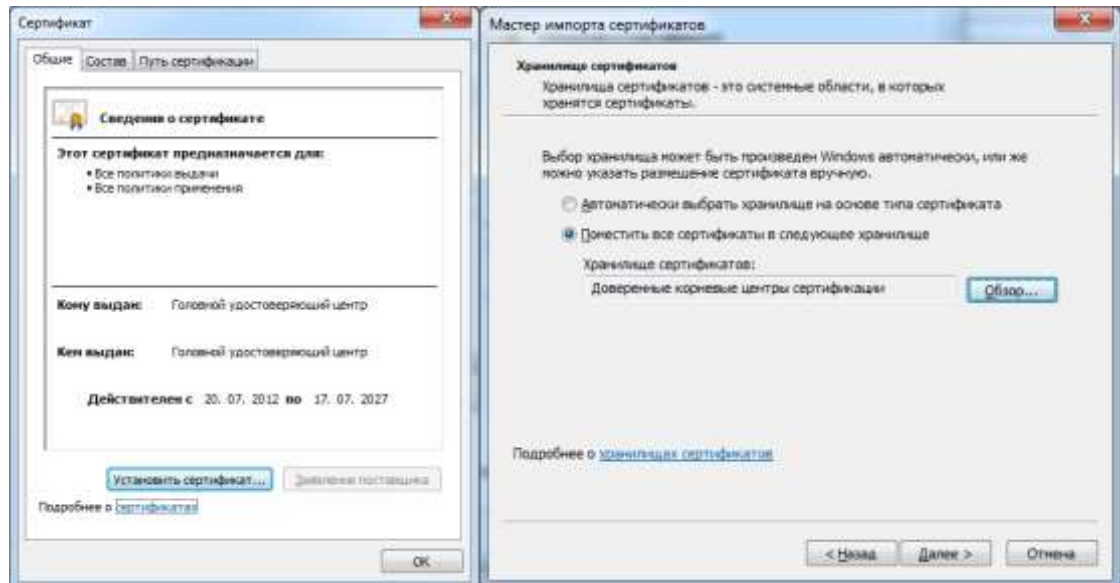 Сертификат
Общие Состав Путь сертификации
Сведения о сертификате
Этот сертификат предназначается для:
• Все политики выдачи
• Все политики применения
Кому выдан: Головной удостоверяющий центр
Кем выдан: Головной удостоверяющий центр
Действителен с 20. 07. 2012 по 17. 07. 2027
Установить сертификат... Заявление поставщика
Подробнее о сертификатах
ОК
Мастер импорта сертификатов
Хранилище сертификатов
Хранилища сертификатов - это системные области, в которых
хранятся сертификаты.
Выбор хранилища может быть произведен Windows автоматически, или же
можно указать размещение сертификата вручную.
Автоматически выбрать хранилище на основе типа сертификата
Поместить все сертификаты в следующее хранилище
Хранилище сертификатов:
Доверенные корневые центры сертификации Обзор...
Подробнее о хранилищах сертификатов
< Назад Далее > Отмена